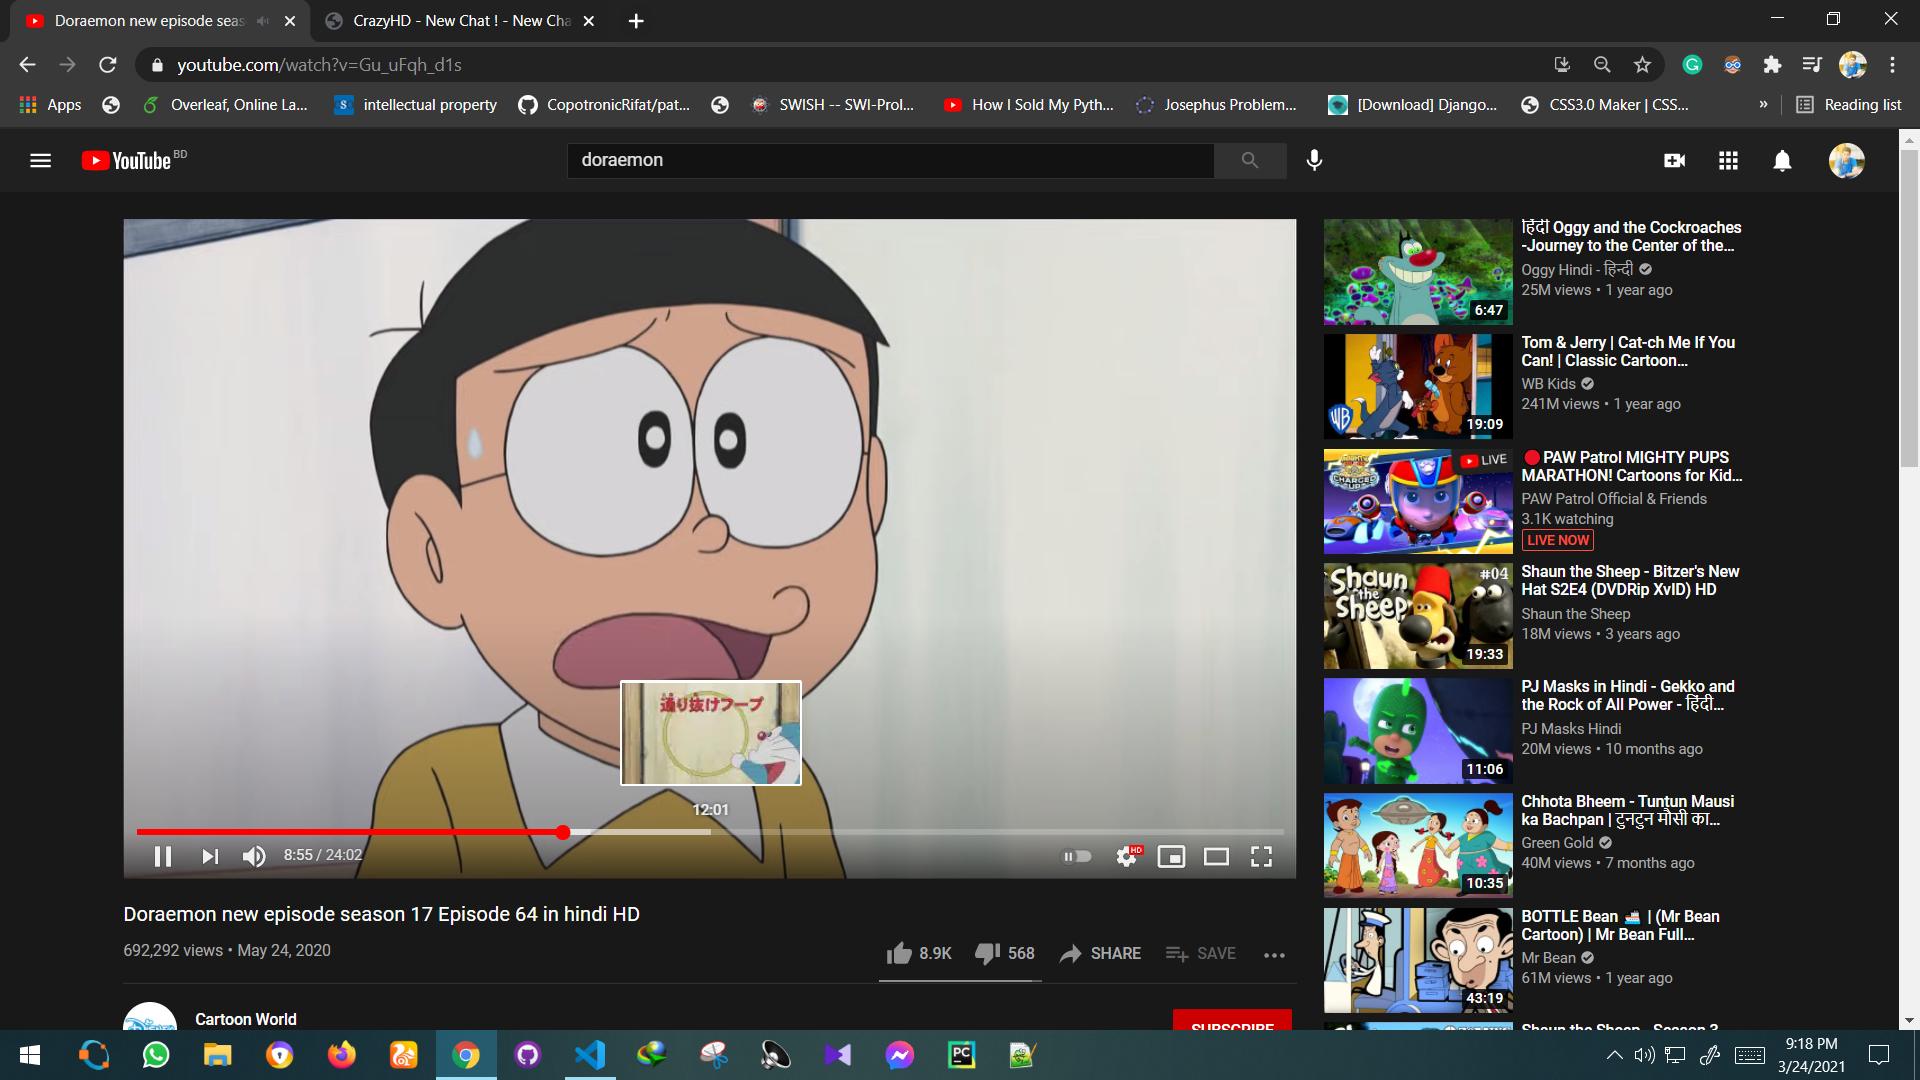 Doraemon new episode seas
CrazyHD - New Chat ! - New Cha
youtube.com/watch?v=Gu_uFqh_d1s
Apps
Overleaf, Online La...
intellectual property
CopotronicRifat/pat...
SWISH -- SWI-Prol...
How I Sold My Pyth...
Josephus Problem...
[Download] Django...
CSS3.0 Maker | CSS...
»
Reading list
YouTube BD
doraemon
通り抜けフープ
12:01
8:55 / 24:02
HD
Doraemon new episode season 17 Episode 64 in hindi HD
692,292 views • May 24, 2020
8.9K
568
SHARE
SAVE
Cartoon World
SUBSCRIBE
6:47
हिंदी Oggy and the Cockroaches
-Journey to the Center of the...
Oggy Hindi - हिन्दी
25M views • 1 year ago
WB
19:09
Tom & Jerry | Cat-ch Me If You
Can! | Classic Cartoon...
WB Kids
241M views • 1 year ago
CHARGED UP
LIVE
PAW Patrol MIGHTY PUPS
MARATHON! Cartoons for Kid...
PAW Patrol Official & Friends
3.1K watching
LIVE NOW
Shaun the Sheep
#04
19:33
Shaun the Sheep - Bitzer's New
Hat S2E4 (DVDRip XvID) HD
Shaun the Sheep
18M views • 3 years ago
11:06
PJ Masks in Hindi - Gekko and
the Rock of All Power - हिंदी...
PJ Masks Hindi
20M views • 10 months ago
10:35
Chhota Bheem - Tuntun Mausi
ka Bachpan | टुनटुन मौसी का...
Green Gold
40M views • 7 months ago
43:19
BOTTLE Bean 🚢 | (Mr Bean
Cartoon) | Mr Bean Full...
Mr Bean
61M views • 1 year ago
Shaun the Sheep - Season 3
PC
9:18 PM
3/24/2021